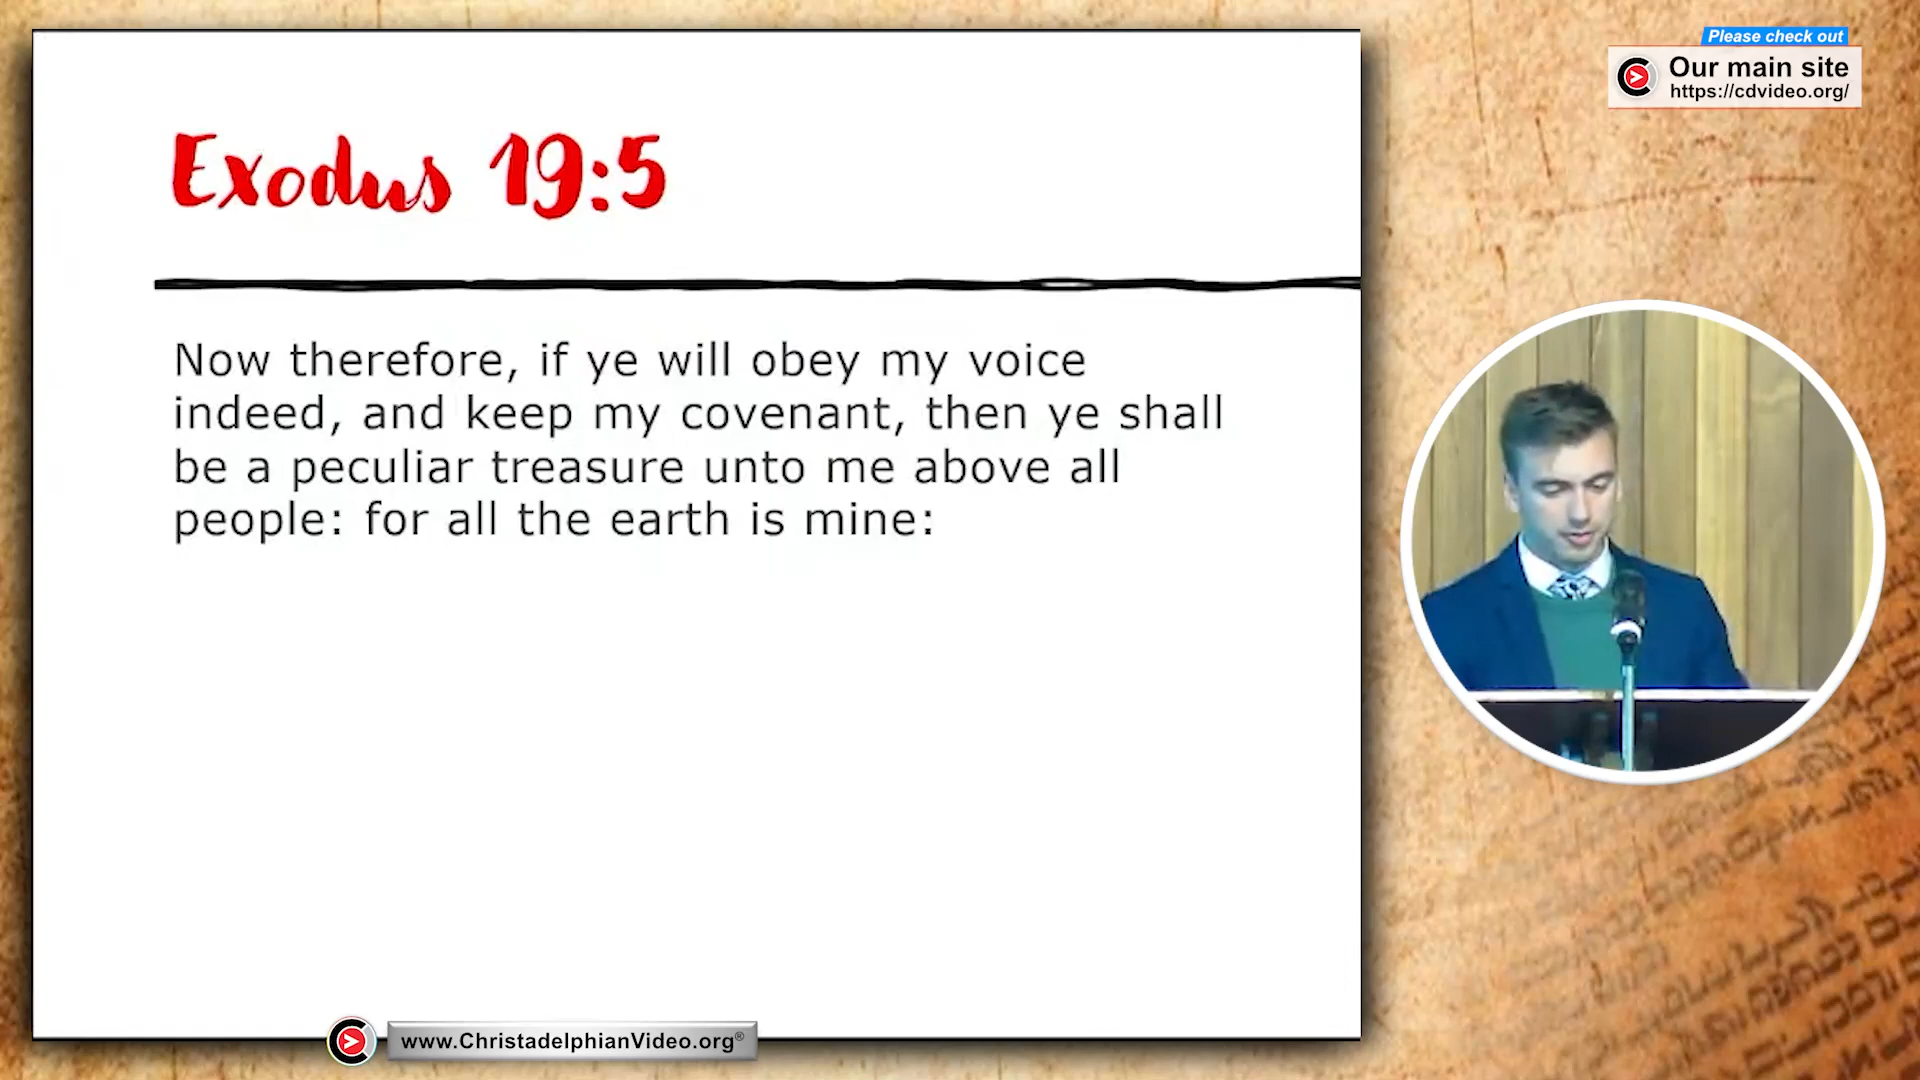 Please check out
Our main site
https://cdvideo.org/
Exodus 19:5
Now therefore, if ye will obey my voice
indeed, and keep my covenant, then ye shall
be a peculiar treasure unto me above all
people: for all the earth is mine:
www.ChristadelphianVideo.org®